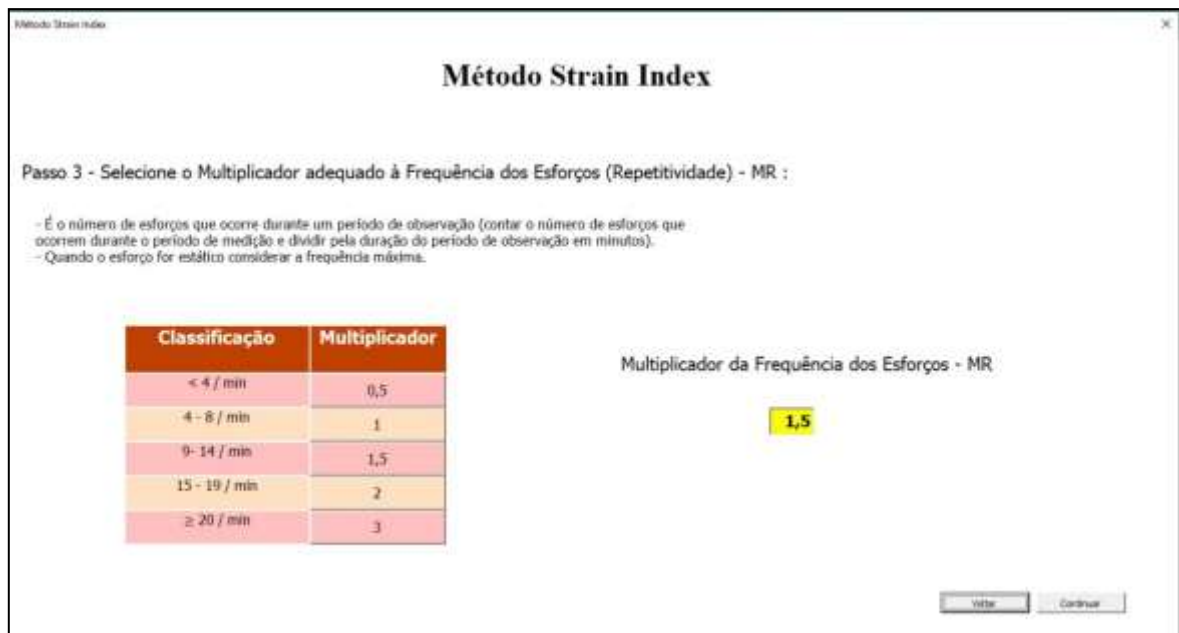 Método Strain Index
Método Strain Index
Passo 3 - Selecione o Multiplicador adequado à Frequência dos Esforços (Repetitividade) - MR :
- É o número de esforços que ocorre durante um período de observação (contar o número de esforços que
ocorrem durante o período de medição e dividir pela duração do período de observação em minutos).
- Quando o esforço for estático considerar a frequência máxima.
Classificação Multiplicador
< 4 / min 0,5
4 - 8 / min 1
9- 14 / min 1,5
15 - 19 / min 2
≥ 20 / min 3
Multiplicador da Frequência dos Esforços - MR
1,5
Voltar Continuar